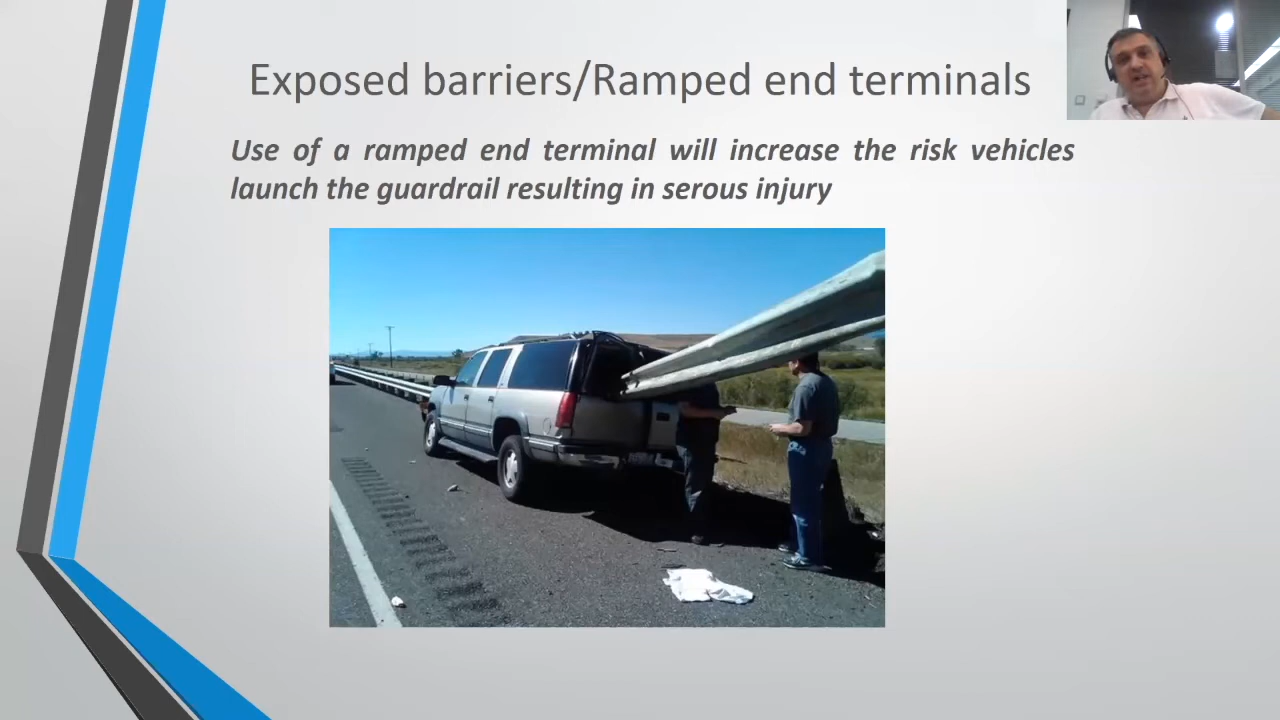 Exposed barriers/Ramped end terminals
Use of a ramped end terminal will increase the risk vehicles
launch the guardrail resulting in serous injury